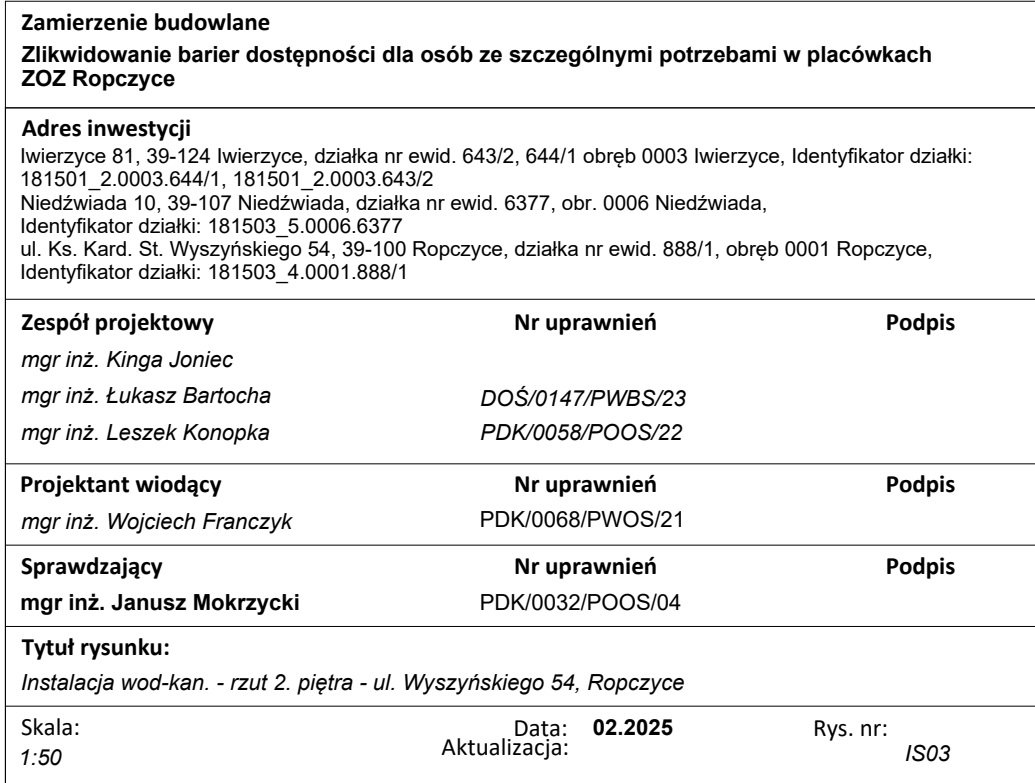 Zamierzenie budowlane
Zlikwidowanie barier dostępności dla osób ze szczególnymi potrzebami w placówkach
ZOZ Ropczyce
Adres inwestycji
Iwierzyce 81, 39-124 Iwierzyce, działka nr ewid. 643/2, 644/1 obręb 0003 Iwierzyce, Identyfikator działki:
181501_2.0003.644/1, 181501_2.0003.643/2
Niedźwiada 10, 39-107 Niedźwiada, działka nr ewid. 6377, obr. 0006 Niedźwiada,
Identyfikator działki: 181503_5.0006.6377
ul. Ks. Kard. St. Wyszyńskiego 54, 39-100 Ropczyce, działka nr ewid. 888/1, obręb 0001 Ropczyce,
Identyfikator działki: 181503_4.0001.888/1
Zespół projektowy Nr uprawnień Podpis
mgr inż. Kinga Joniec
mgr inż. Łukasz Bartocha DOŚ/0147/PWBS/23
mgr inż. Leszek Konopka PDK/0058/POOS/22
Projektant wiodący Nr uprawnień Podpis
mgr inż. Wojciech Franczyk PDK/0068/PWOS/21
Sprawdzający Nr uprawnień Podpis
mgr inż. Janusz Mokrzycki PDK/0032/POOS/04
Tytuł rysunku:
Instalacja wod-kan. - rzut 2. piętra - ul. Wyszyńskiego 54, Ropczyce
Skala: Data: 02.2025 Rys. nr:
1:50 Aktualizacja: IS03